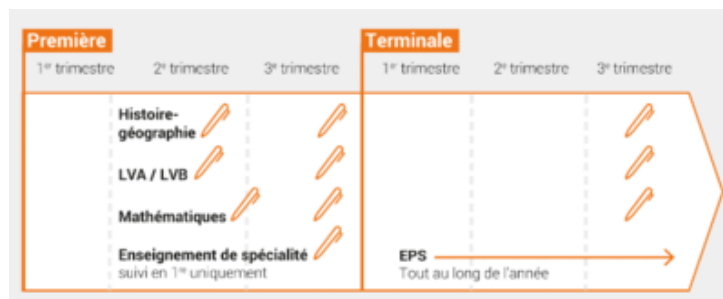 Première
Terminale
1er trimestre 2e trimestre 3e trimestre 1er trimestre 2e trimestre 3e trimestre
Histoire-
géographie
LVA / LVB
Mathématiques
Enseignement de spécialité
suivi en 1re uniquement
EPS
Tout au long de l'année